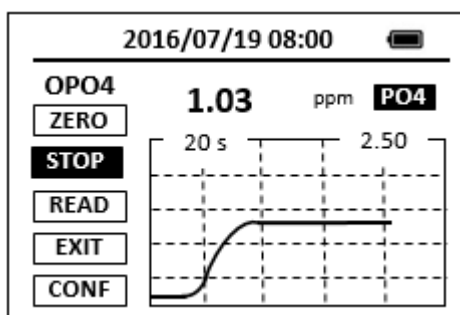 2016/07/19 08:00
OPO4
1.03 ppm PO4
ZERO
20 s 2.50
STOP
READ
EXIT
CONF